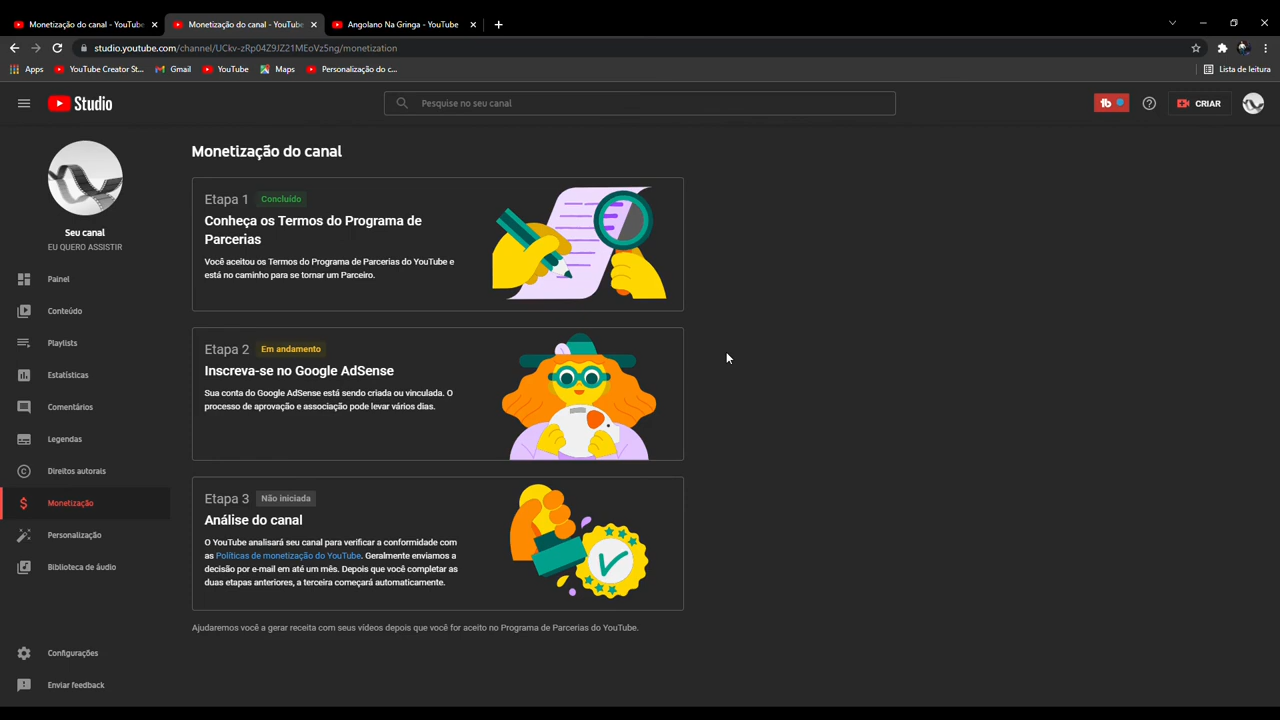 Monetização do canal - YouTube
Monetização do canal - YouTube
Angolano Na Gringa - YouTube
studio.youtube.com/channel/UCkv-zRp04Z9JZ21MEoVz5ng/monetization
Apps
YouTube Creator St...
Gmail
YouTube
Maps
Personalização do c...
Lista de leitura
Studio
Pesquise no seu canal
CRIAR
Seu canal
EU QUERO ASSISTIR
Painel
Conteúdo
Playlists
Estatísticas
Comentários
Legendas
Direitos autorais
Monetização
Personalização
Biblioteca de áudio
Configurações
Enviar feedback
Monetização do canal
Etapa 1 Concluído
Conheça os Termos do Programa de
Parcerias
Você aceitou os Termos do Programa de Parcerias do YouTube e
está no caminho para se tornar um Parceiro.
Etapa 2 Em andamento
Inscreva-se no Google AdSense
Sua conta do Google AdSense está sendo criada ou vinculada. O
processo de aprovação e associação pode levar vários dias.
Etapa 3 Não iniciada
Análise do canal
O YouTube analisará seu canal para verificar a conformidade com
as Políticas de monetização do YouTube. Geralmente enviamos a
decisão por e-mail em até um mês. Depois que você completar as
duas etapas anteriores, a terceira começará automaticamente.
Ajudaremos você a gerar receita com seus vídeos depois que você for aceito no Programa de Parcerias do YouTube.